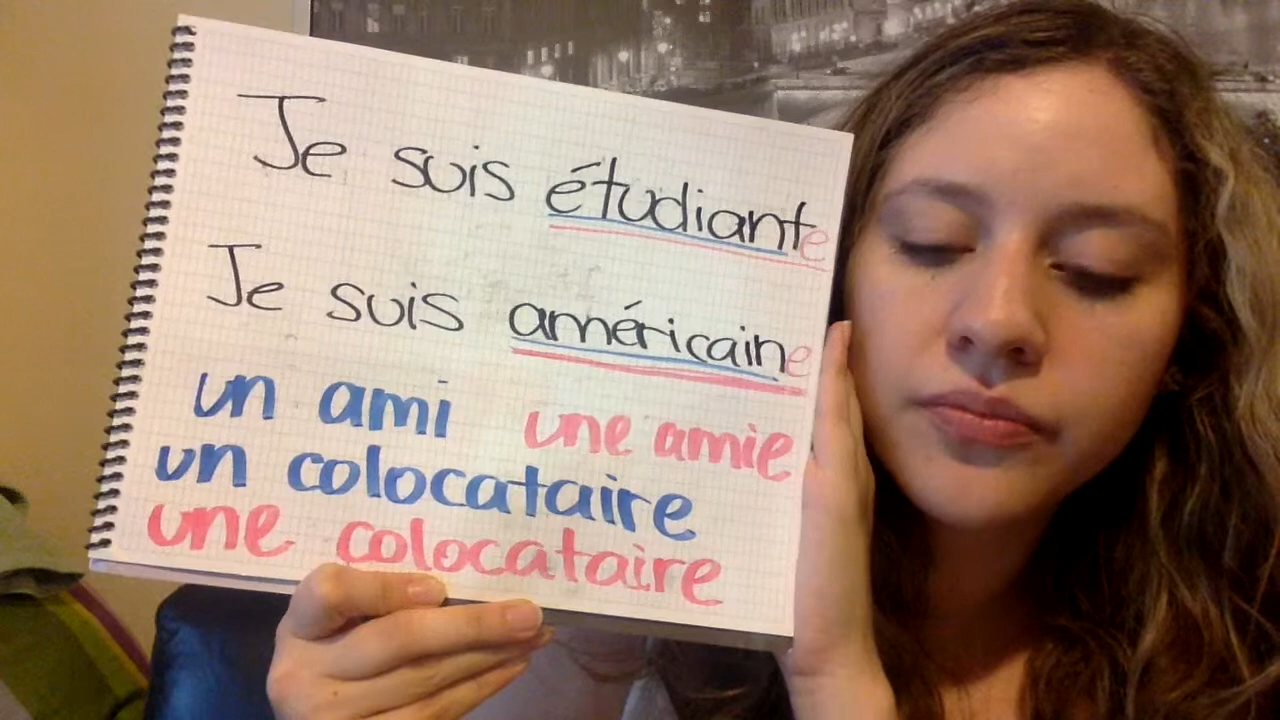 Je suis étudiante
Je suis américaine
un ami une amie
un colocataire
une colocataire